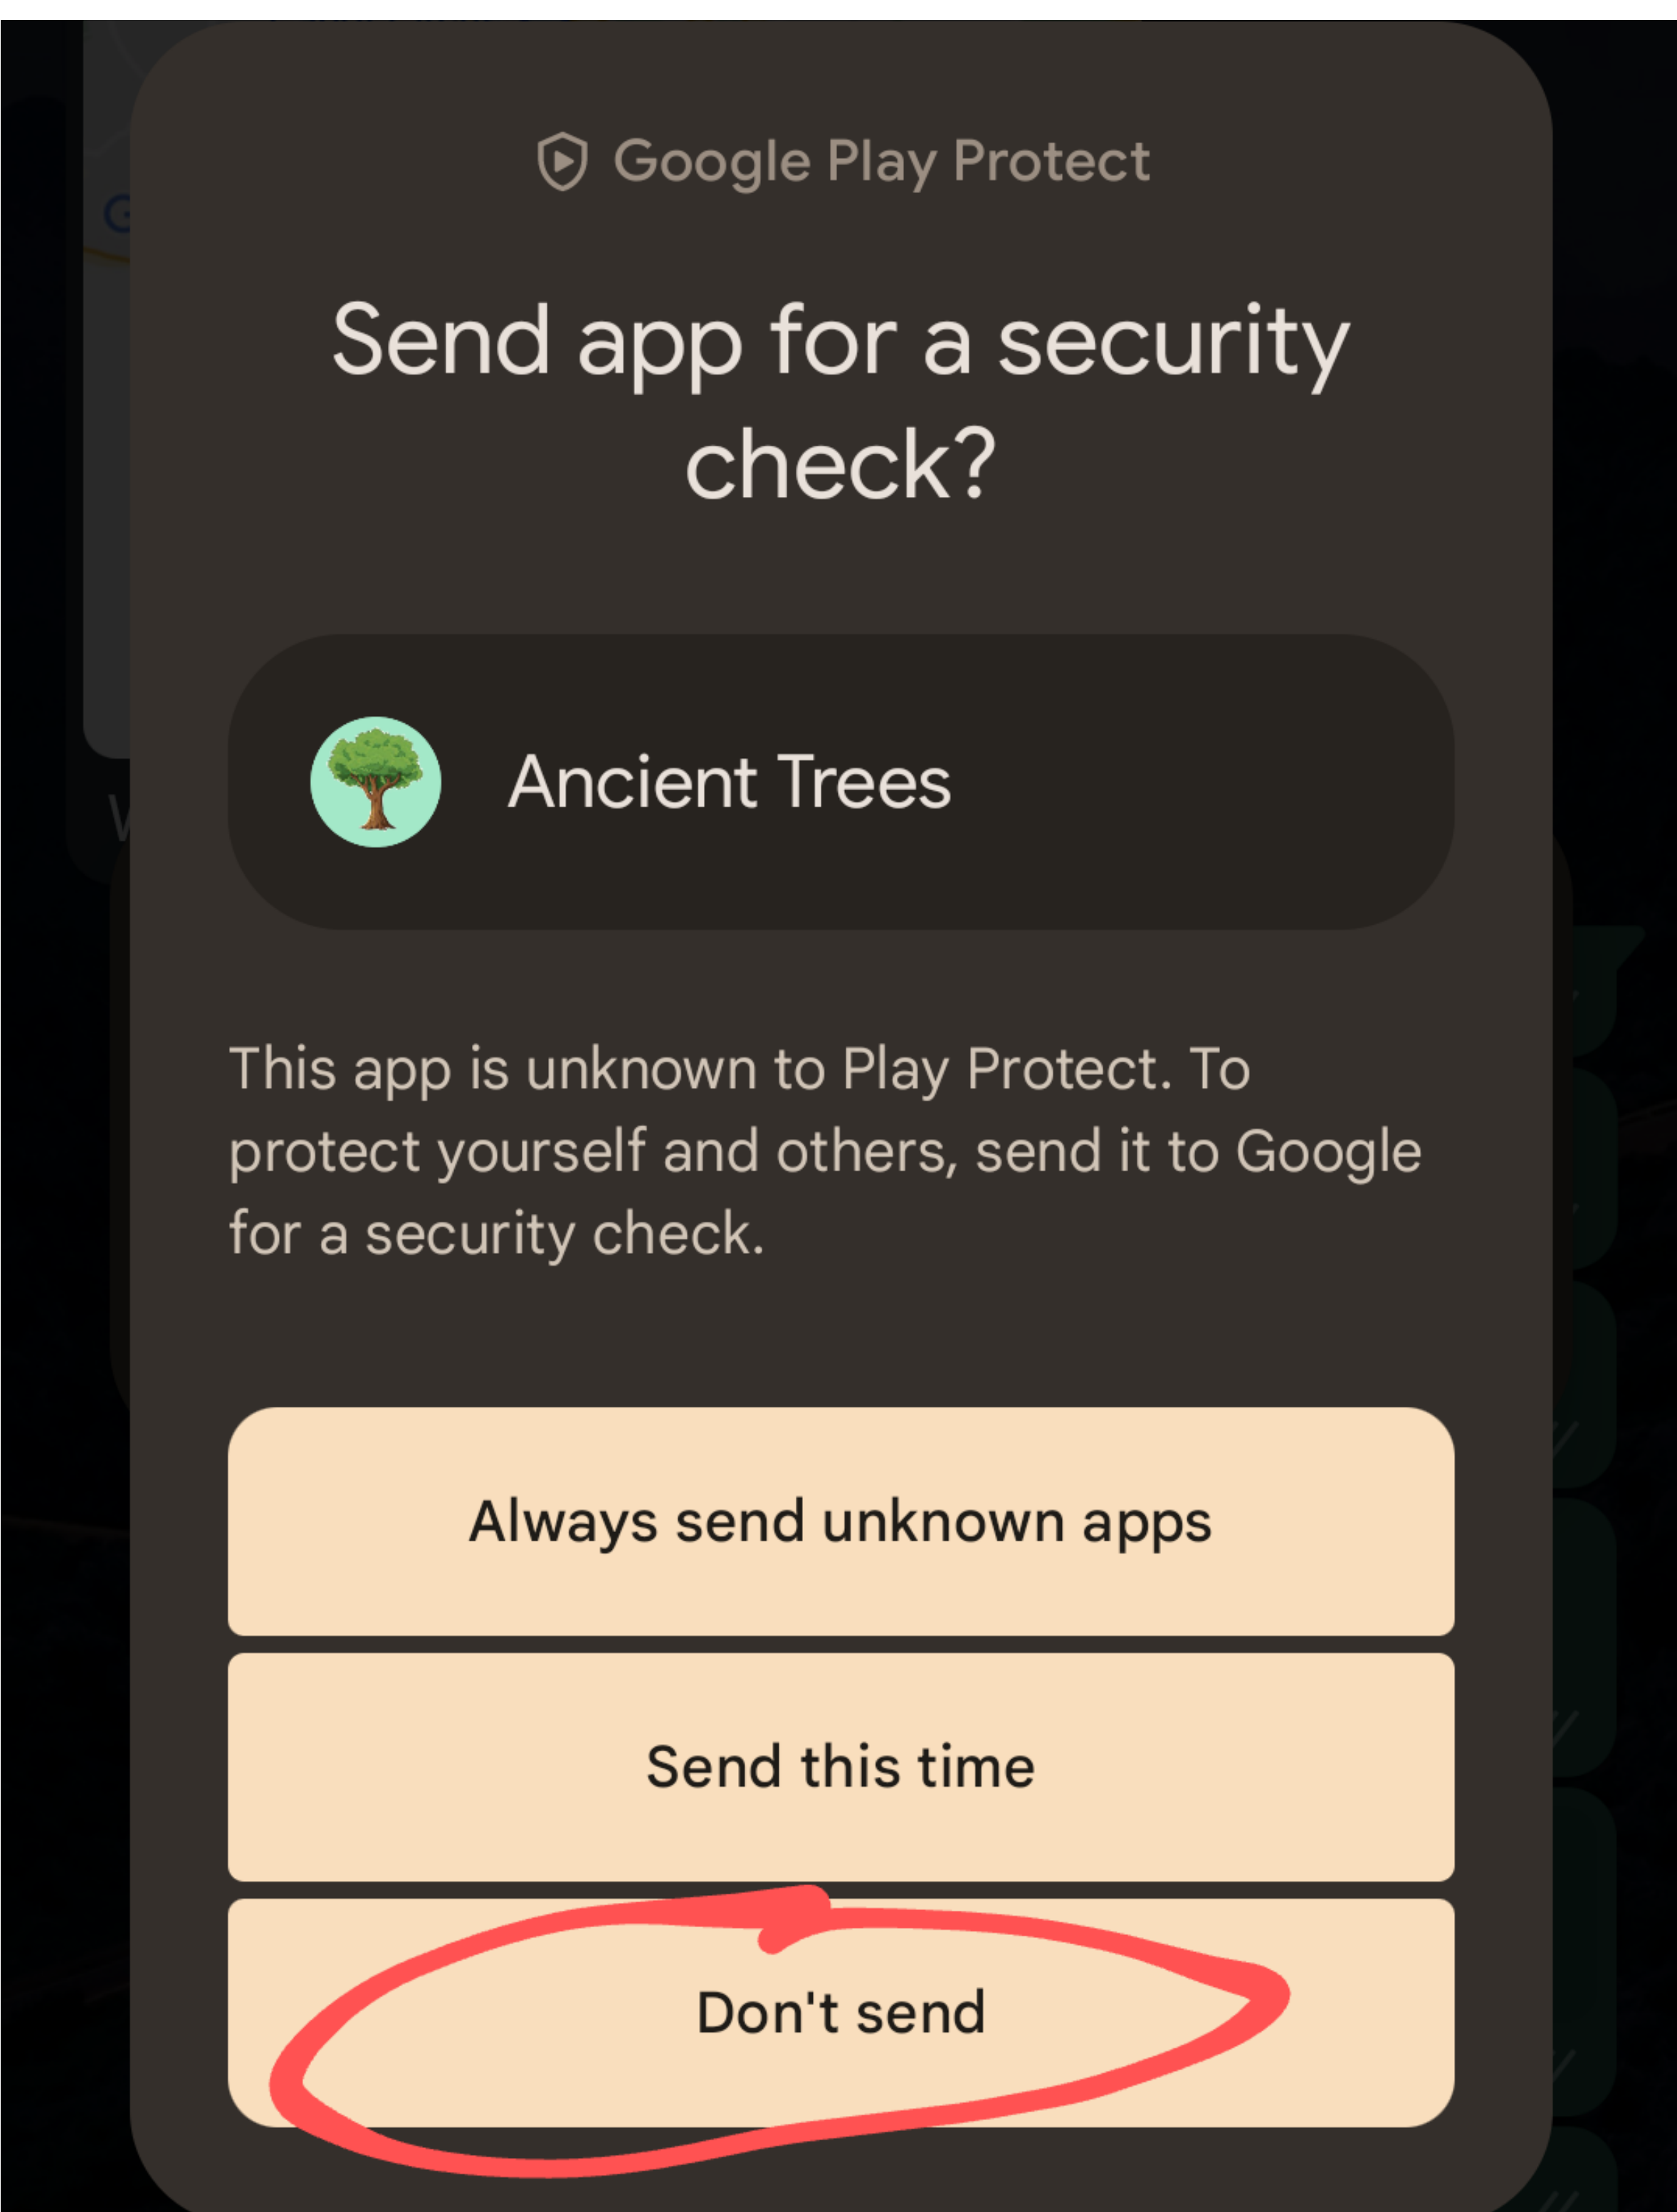 Google Play Protect
Send app for a security
check?
Ancient Trees
This app is unknown to Play Protect. To
protect yourself and others, send it to Google
for a security check.
Always send unknown apps
Send this time
Don't send